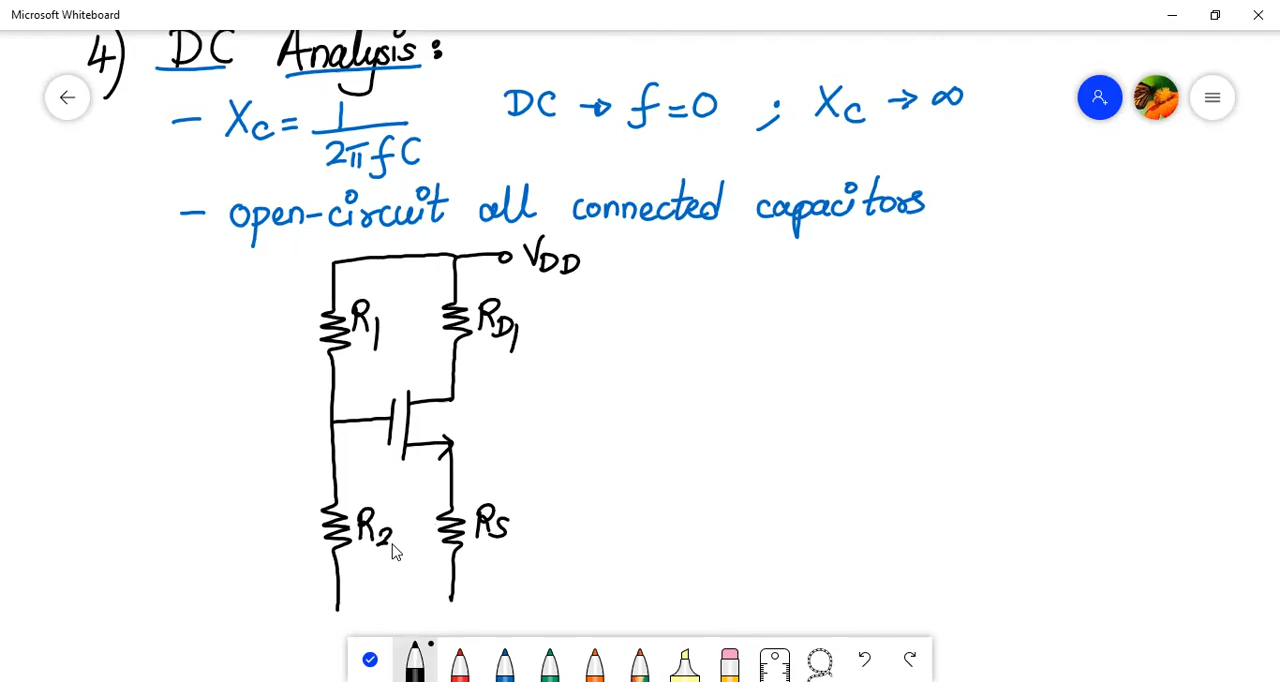 Microsoft Whiteboard
4) DC Analysis:
- Xc = 1 / 2πfC DC → f=0 ; Xc → ∞
- open-circuit all connected capacitors
VDD
R1 RD1
R2 RS